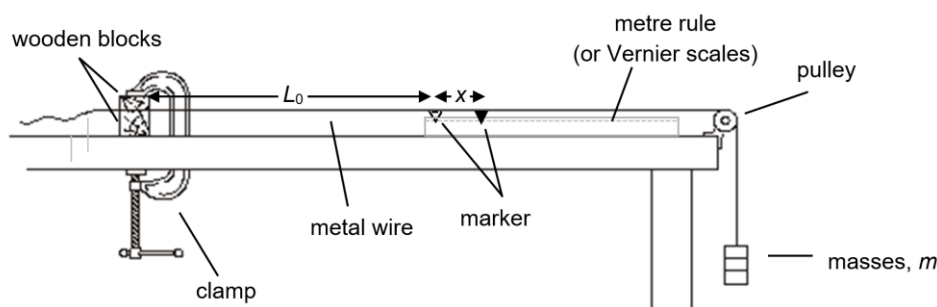 metre rule
(or Vernier scales)
wooden blocks
pulley
L0
x
metal wire
marker
masses, m
clamp